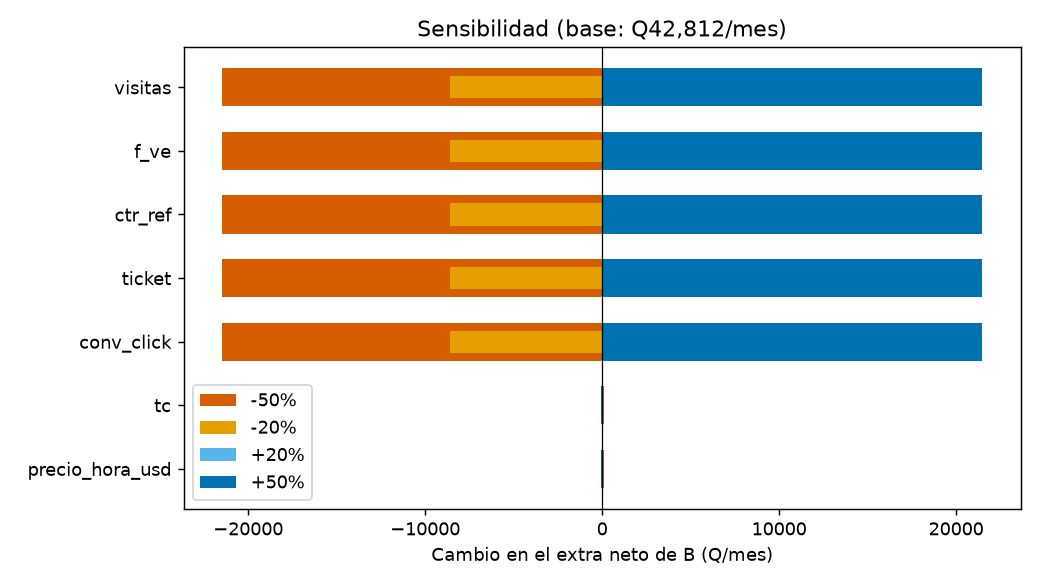 Sensibilidad (base: Q42,812/mes)
visitas
f_ve
ctr_ref
ticket
conv_click
tc
precio_hora_usd
-50%
-20%
+20%
+50%
−20000 −10000 0 10000 20000
Cambio en el extra neto de B (Q/mes)